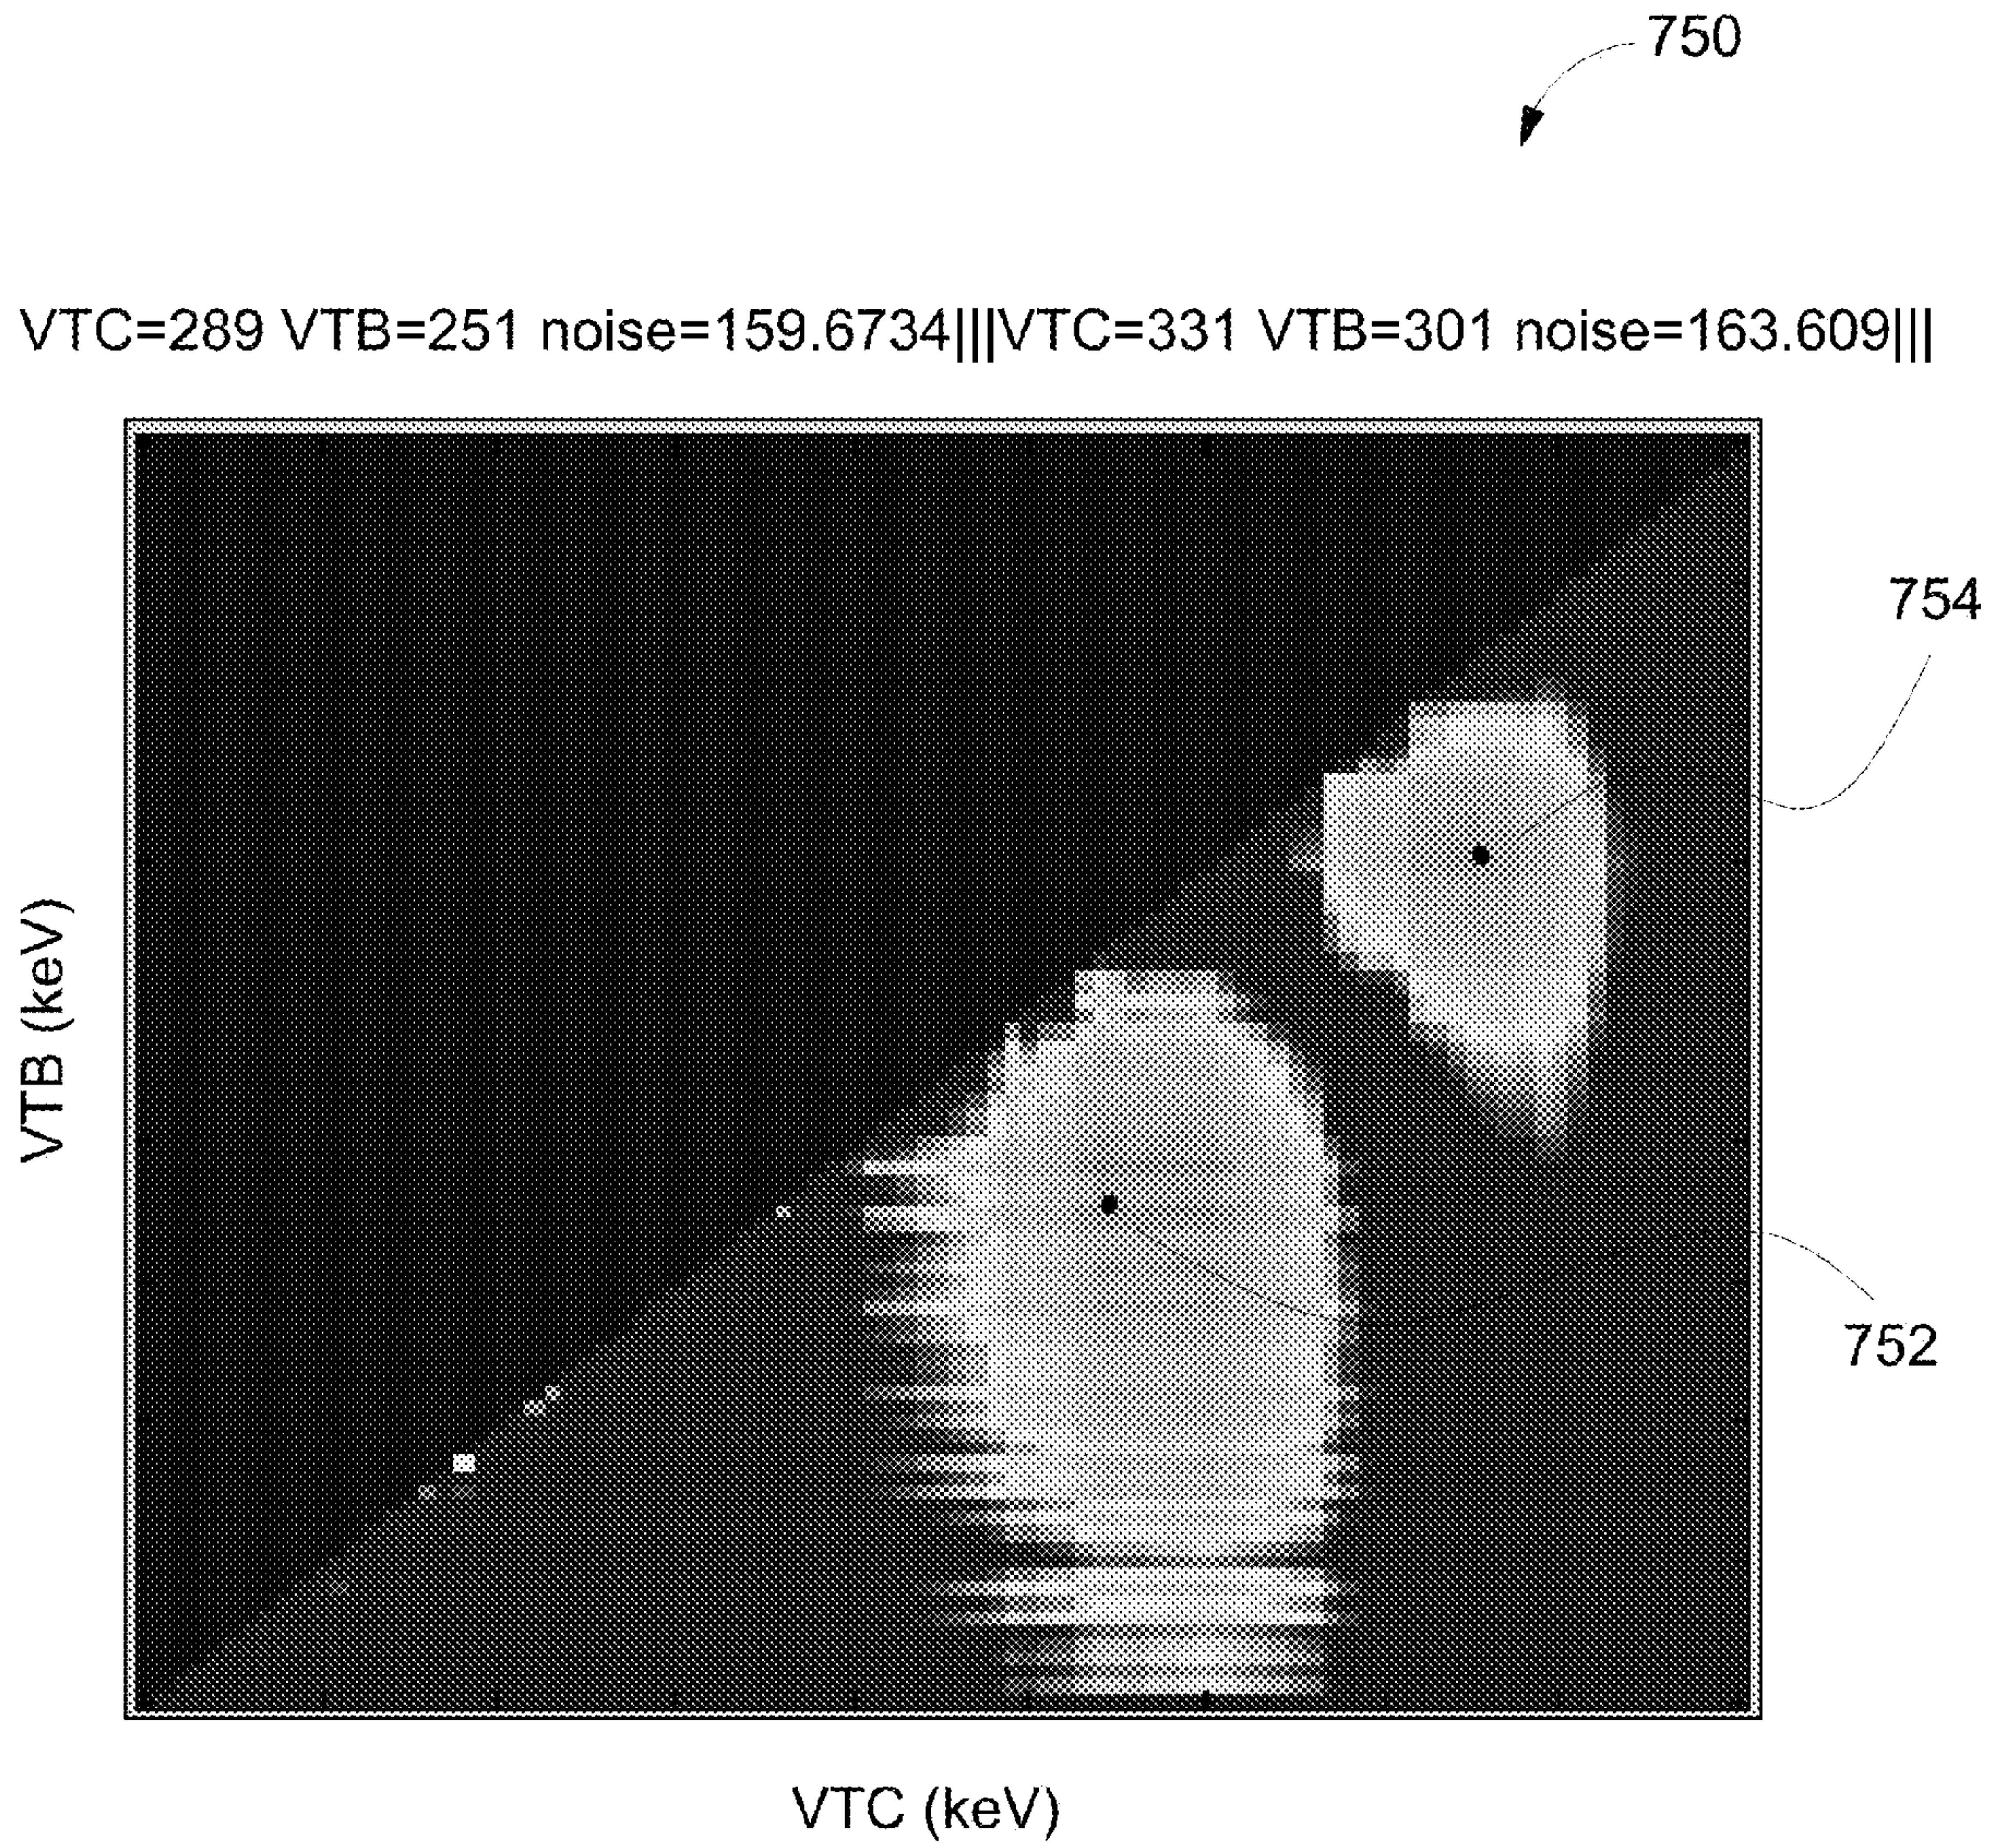 750
VTC=289 VTB=251 noise=159.6734|||VTC=331 VTB=301 noise=163.609|||
754
VTB (keV)
752
VTC (keV)